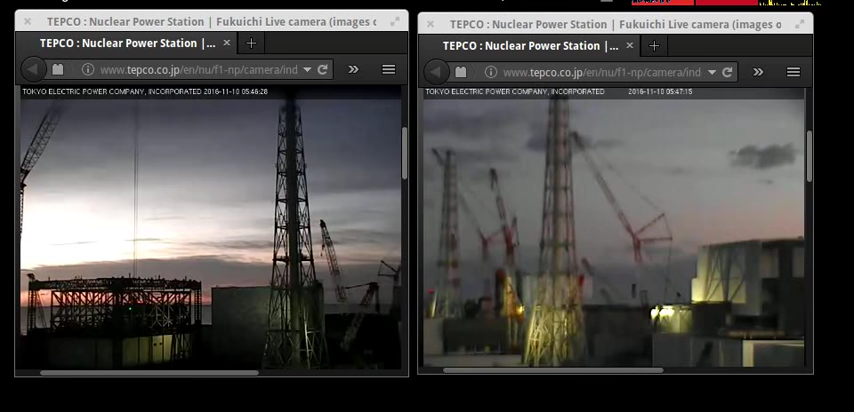 TEPCO : Nuclear Power Station | Fukuichi Live camera (images o
TEPCO : Nuclear Power Station |...
www.tepco.co.jp/en/nu/f1-np/camera/ind
TOKYO ELECTRIC POWER COMPANY, INCORPORATED 2016-11-10 05:46:28
TEPCO : Nuclear Power Station | Fukuichi Live camera (images o
TEPCO : Nuclear Power Station |...
www.tepco.co.jp/en/nu/f1-np/camera/ind
TOKYO ELECTRIC POWER COMPANY, INCORPORATED 2016-11-10 05:47:15